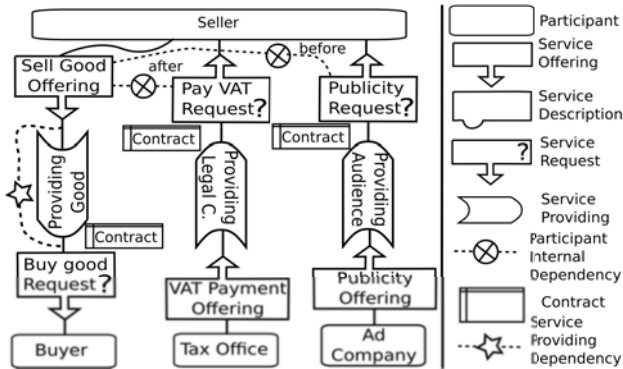 Seller
after
before
Sell Good
Offering
Pay VAT
Request?
Publicity
Request?
Contract
Contract
Providing
Good
Providing
Legal C.
Providing
Audience
Contract
Buy good
Request?
VAT Payment
Offering
Publicity
Offering
Buyer
Tax Office
Ad
Company
Participant
Service
Offering
Service
Description
?
Service
Request
Service
Providing
Participant
Internal
Dependency
Contract
Service
Providing
Dependency